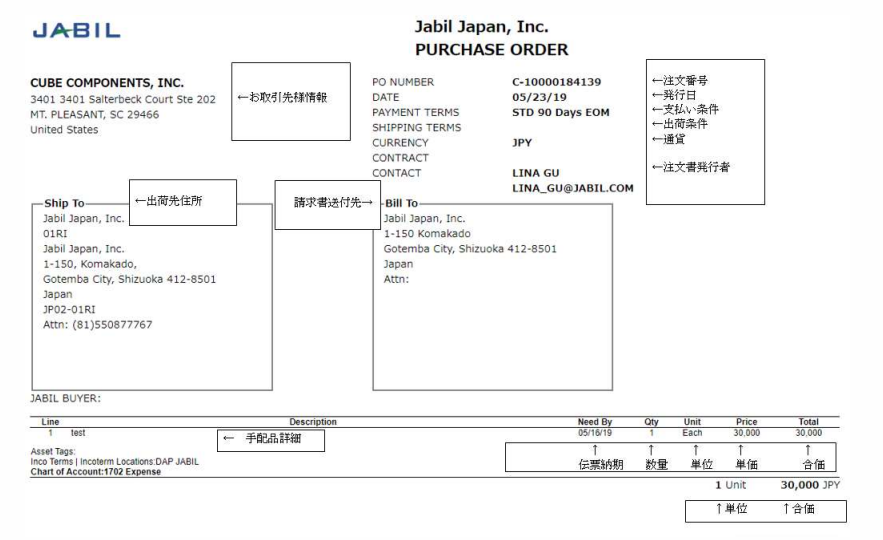 JABIL
Jabil Japan, Inc.
PURCHASE ORDER
CUBE COMPONENTS, INC.
3401 3401 Salterbeck Court Ste 202
MT. PLEASANT, SC 29466
United States
←お取引先様情報
PO NUMBER C-10000184139 ←注文番号
DATE 05/23/19 ←発行日
PAYMENT TERMS STD 90 Days EOM ←支払い条件
SHIPPING TERMS ←出荷条件
CURRENCY JPY ←通貨
CONTRACT
CONTACT LINA GU ←注文書発行者
LINA_GU@JABIL.COM
Ship To ←出荷先住所
Jabil Japan, Inc.
01RI
Jabil Japan, Inc.
1-150, Komakado,
Gotemba City, Shizuoka 412-8501
Japan
JP02-01RI
Attn: (81)550877767
請求書送付先→ Bill To
Jabil Japan, Inc.
1-150 Komakado
Gotemba City, Shizuoka 412-8501
Japan
Attn:
JABIL BUYER:
Line Description Need By Qty Unit Price Total
1 test 05/16/19 1 Each 30,000 30,000
← 手配品詳細
Asset Tags:
Inco Terms | Incoterm Locations:DAP JABIL
Chart of Account:1702 Expense
↑ ↑ ↑ ↑ ↑
伝票納期 数量 単位 単価 合価
1 Unit 30,000 JPY
↑単位 ↑合価